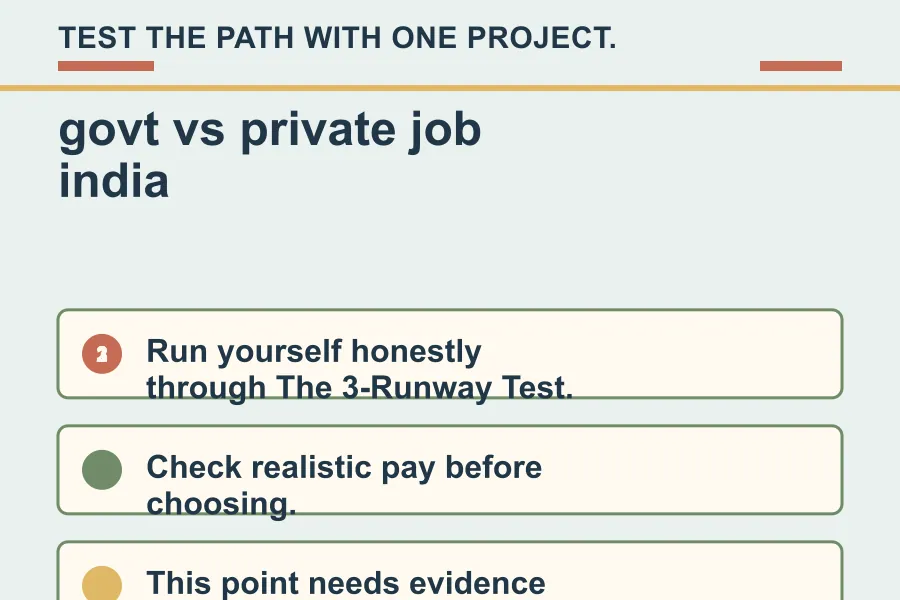 TEST THE PATH WITH ONE PROJECT.
govt vs private job
india
Run yourself honestly
through The 3-Runway Test.
Check realistic pay before
choosing.
This point needs evidence